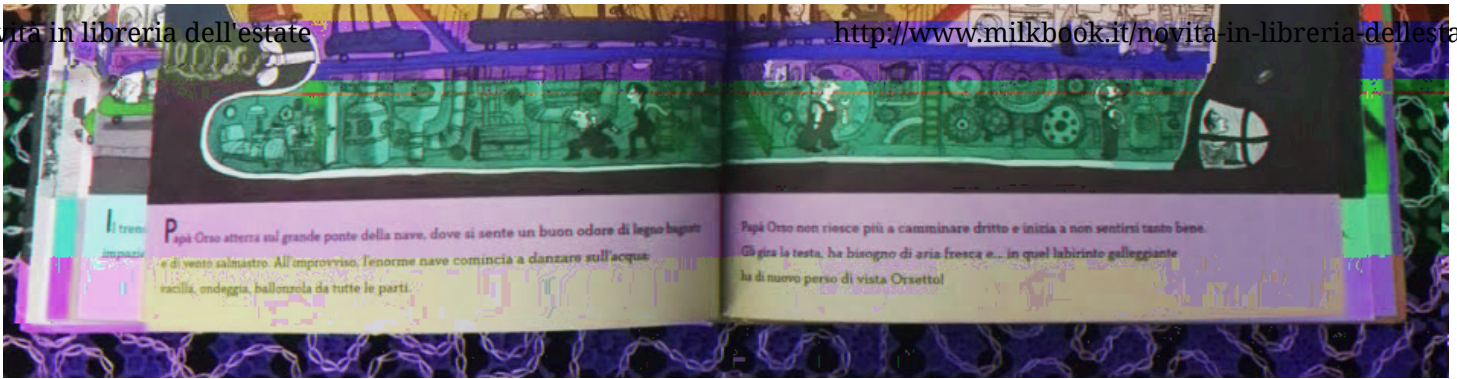 vità in libreria dell'estate
http://www.milkbook.it/novita-in-libreria-dellesta
Il tren
impazie
Papà Orso atterra sul grande ponte della nave, dove si sente un buon odore di legno bagnato
e di vento salmastro. All'improvviso, l'enorme nave comincia a danzare sull'acqua:
vacilla, ondeggia, ballonzola da tutte le parti.
Papà Orso non riesce più a camminare dritto e inizia a non sentirsi tanto bene.
Gli gira la testa, ha bisogno di aria fresca e... in quel labirinto galleggiante
ha di nuovo perso di vista Orsetto!